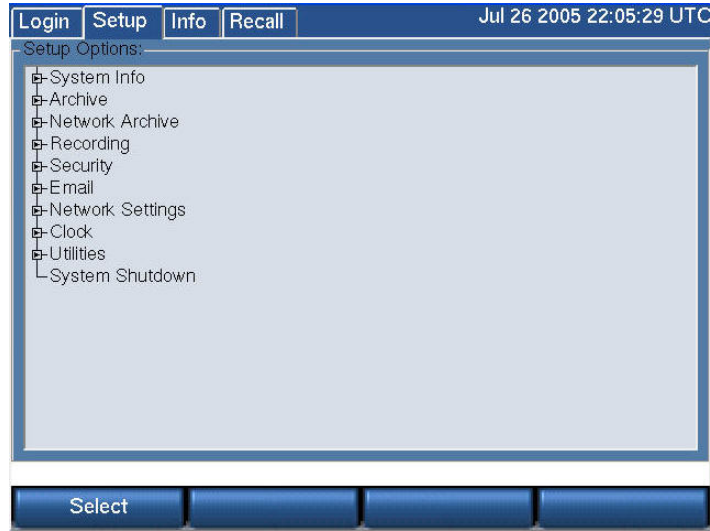 Login Setup Info Recall Jul 26 2005 22:05:29 UTC
Setup Options:
System Info
Archive
Network Archive
Recording
Security
Email
Network Settings
Clock
Utilities
System Shutdown
Select